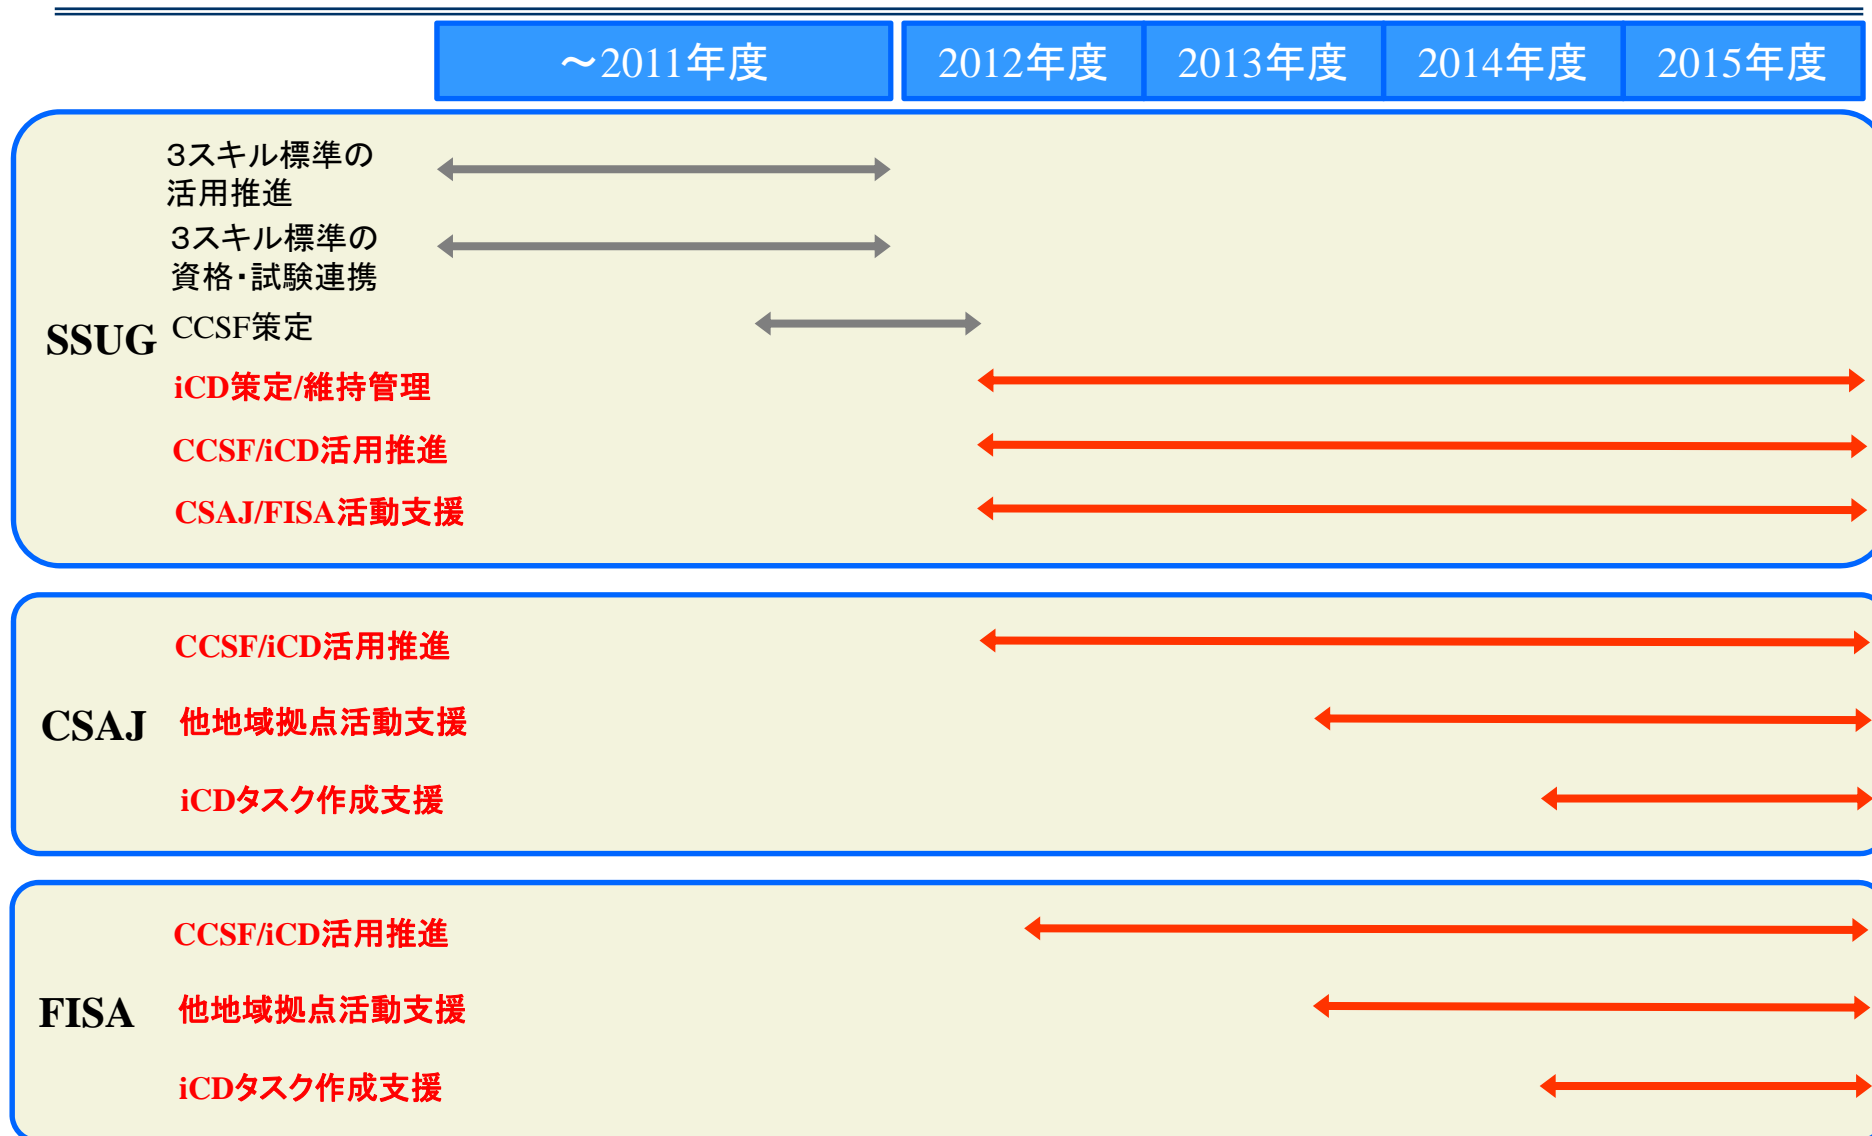 ～2011年度
2012年度
2013年度
2014年度
2015年度
SSUG
3スキル標準の
活用推進
3スキル標準の
資格・試験連携
CCSF策定
iCD策定/維持管理
CCSF/iCD活用推進
CSAJ/FISA活動支援
CSAJ
CCSF/iCD活用推進
他地域拠点活動支援
iCDタスク作成支援
FISA
CCSF/iCD活用推進
他地域拠点活動支援
iCDタスク作成支援